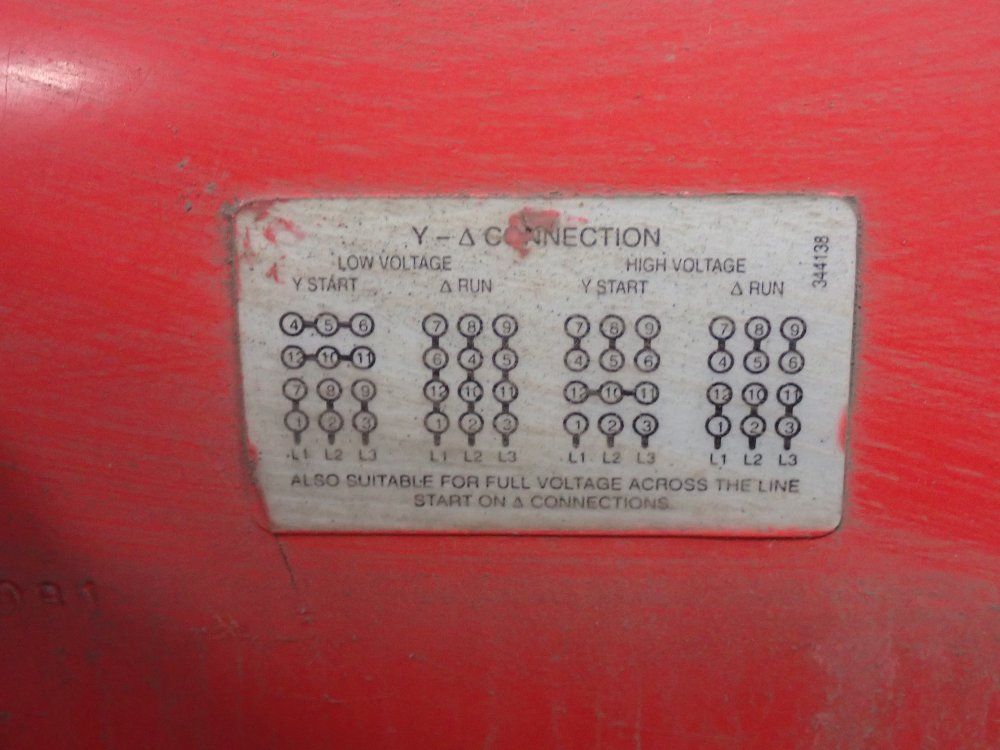 Y – Δ CONNECTION
344138
LOW VOLTAGE HIGH VOLTAGE
Y START Δ RUN Y START Δ RUN
4 5 6 7 8 9 7 8 9 7 8 9
12 10 11 6 4 5 4 5 6 4 5 6
7 8 9 12 10 11 12 10 11 12 10 11
1 2 3 1 2 3 1 2 3 1 2 3
L1 L2 L3 L1 L2 L3 L1 L2 L3 L1 L2 L3
ALSO SUITABLE FOR FULL VOLTAGE ACROSS THE LINE
START ON Δ CONNECTIONS.